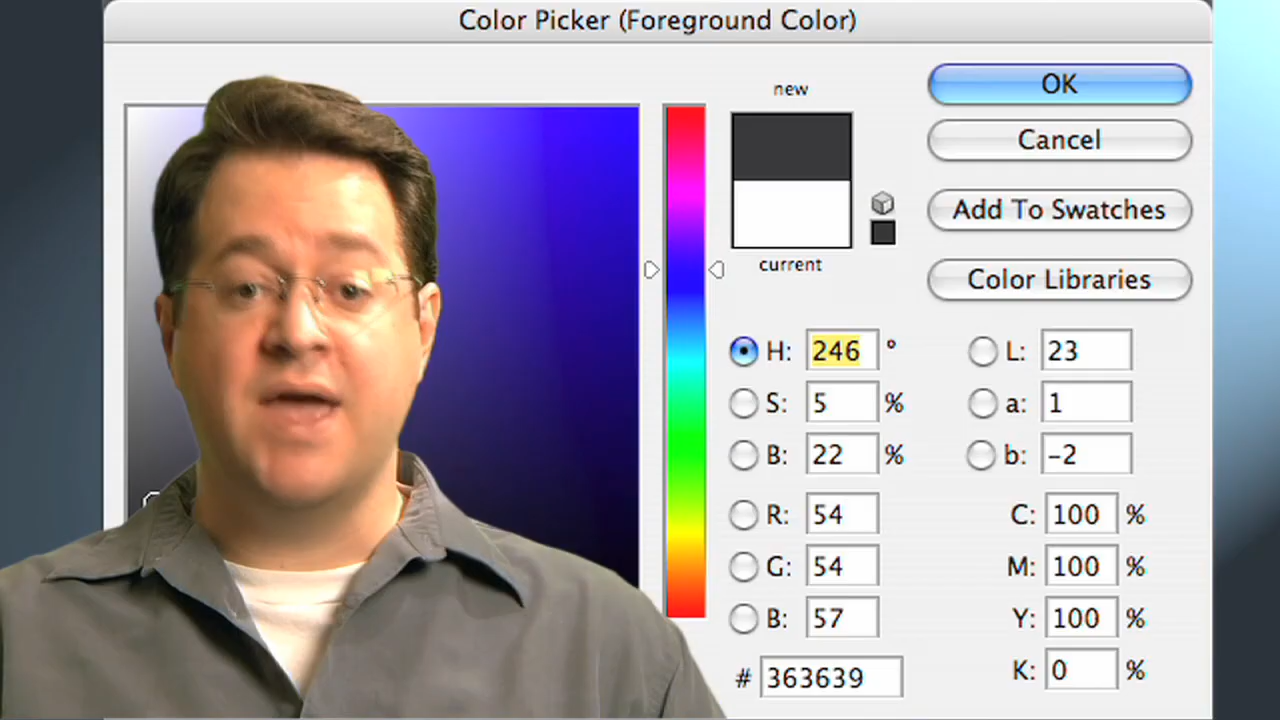 Color Picker (Foreground Color)
new
current
OK
Cancel
Add To Swatches
Color Libraries
H: 246 °
S: 5 %
B: 22 %
R: 54
G: 54
B: 57
# 363639
L: 23
a: 1
b: -2
C: 100 %
M: 100 %
Y: 100 %
K: 0 %